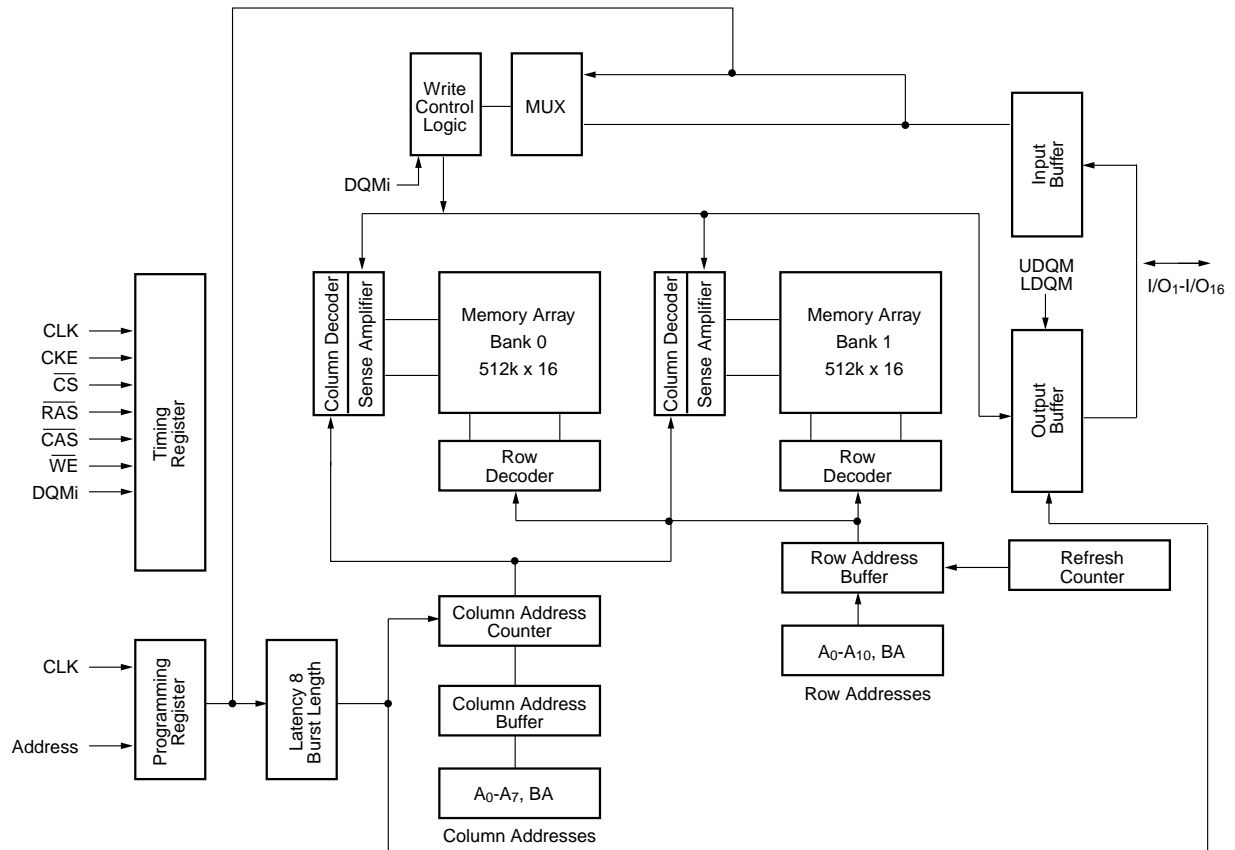 Write
Control
Logic
MUX
DQMi
Input
Buffer
UDQM
LDQM
I/O1-I/O16
Column Decoder
Sense Amplifier
Memory Array
Bank 0
512k x 16
Column Decoder
Sense Amplifier
Memory Array
Bank 1
512k x 16
Output
Buffer
CLK
CKE
CS
RAS
CAS
WE
DQMi
Timing
Register
Row
Decoder
Row
Decoder
Row Address
Buffer
Refresh
Counter
Column Address
Counter
A0-A10, BA
Row Addresses
CLK
Address
Programming
Register
Latency 8
Burst Length
Column Address
Buffer
A0-A7, BA
Column Addresses